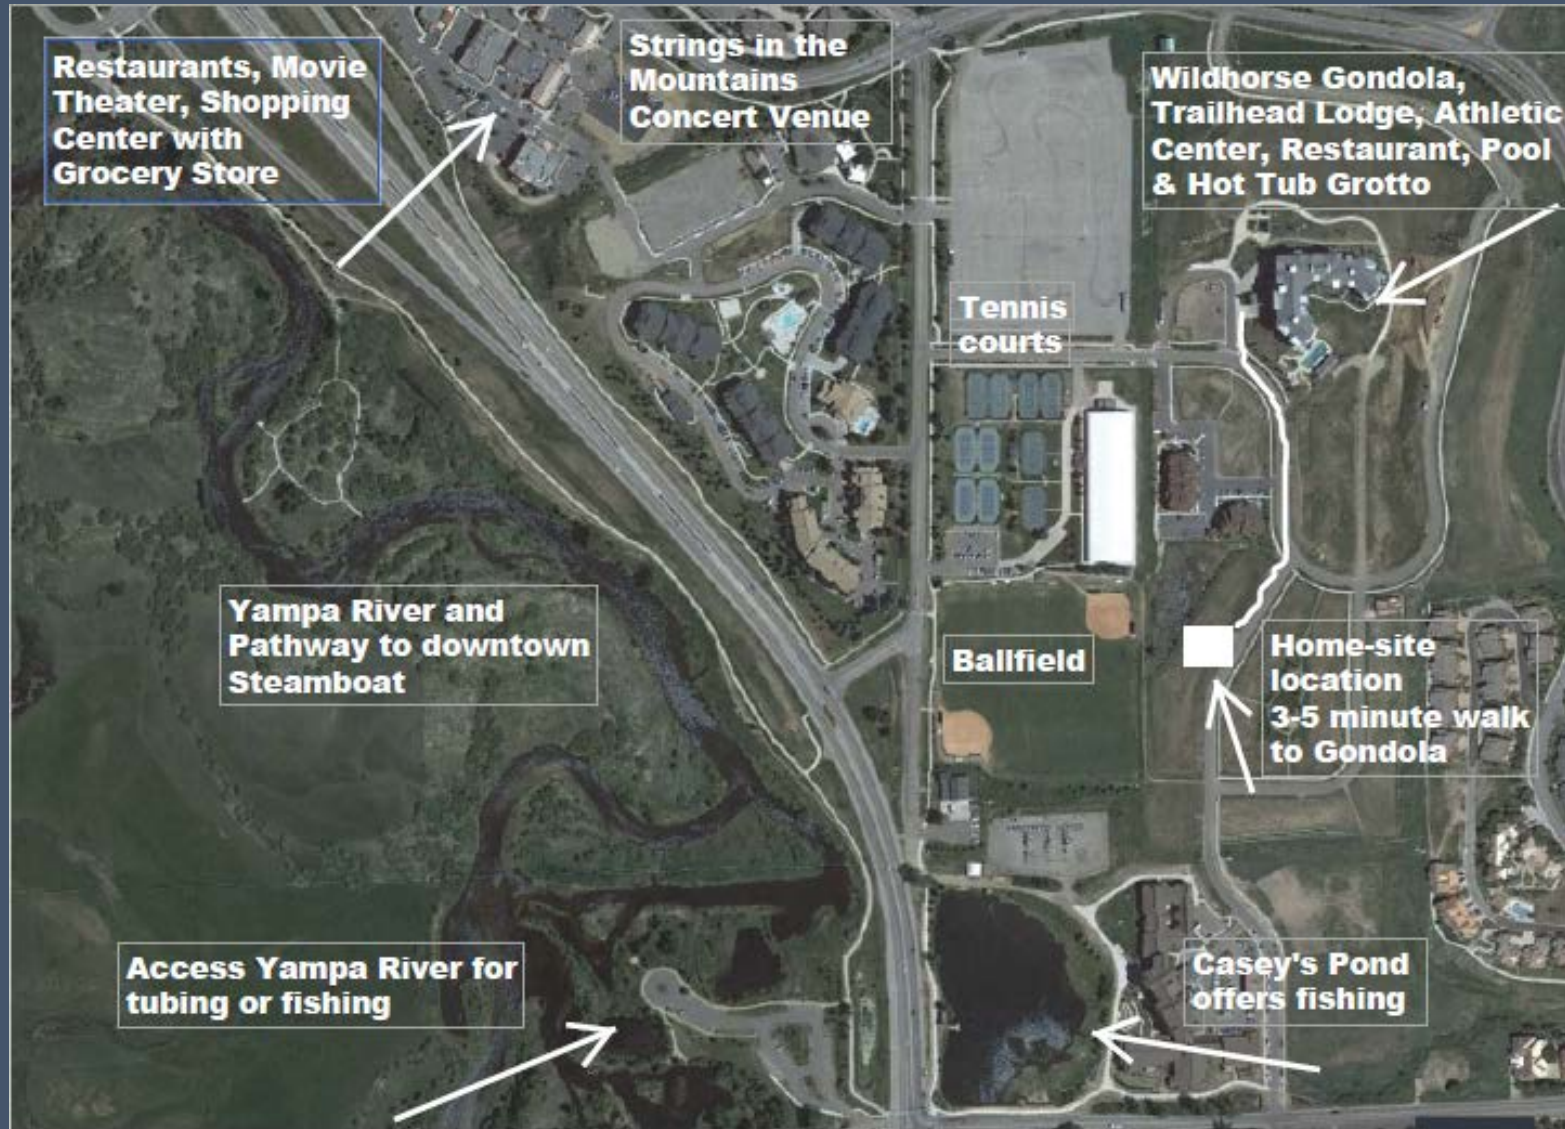 Restaurants, Movie
Theater, Shopping
Center with
Grocery Store
Strings in the
Mountains
Concert Venue
Wildhorse Gondola,
Trailhead Lodge, Athletic
Center, Restaurant, Pool
& Hot Tub Grotto
Tennis
courts
Yampa River and
Pathway to downtown
Steamboat
Ballfield
Home-site
location
3-5 minute walk
to Gondola
Access Yampa River for
tubing or fishing
Casey's Pond
offers fishing